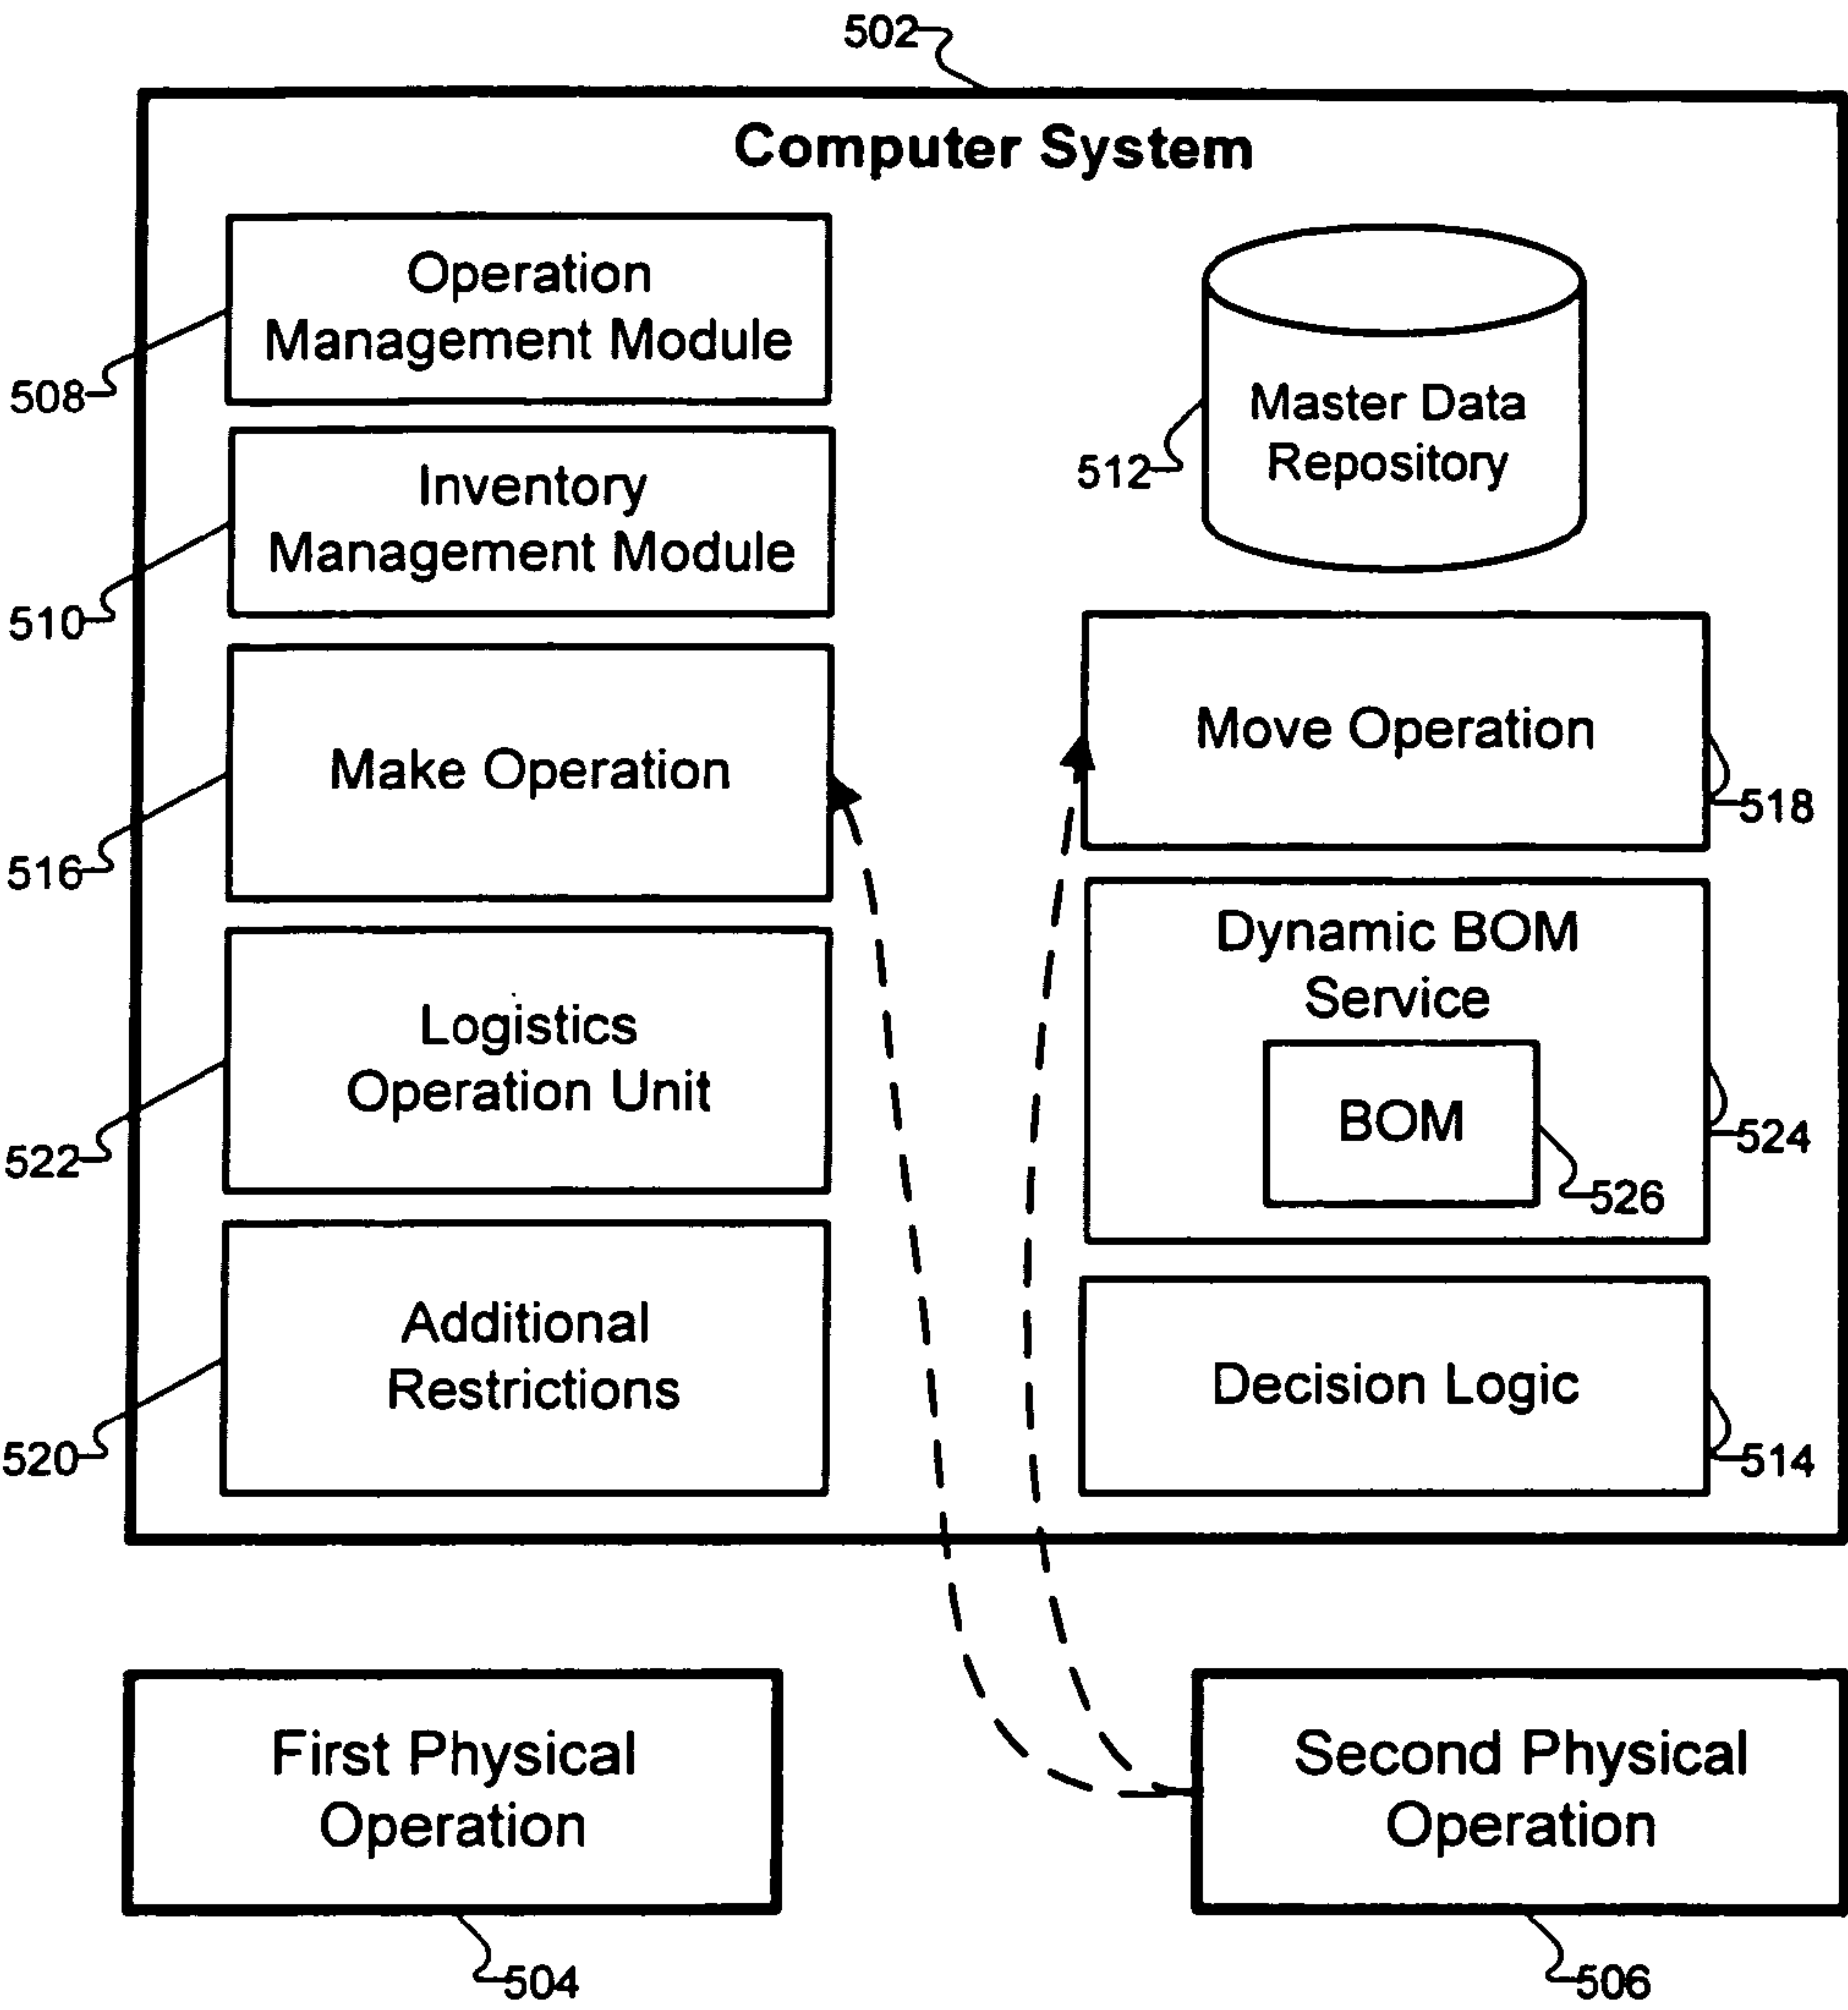 502
Computer System
Operation
Management Module
508
Master Data
Repository
512
Inventory
Management Module
510
Make Operation
516
Move Operation
518
Logistics
Operation Unit
522
Dynamic BOM
Service
BOM
526
524
Additional
Restrictions
520
Decision Logic
514
First Physical
Operation
504
Second Physical
Operation
506